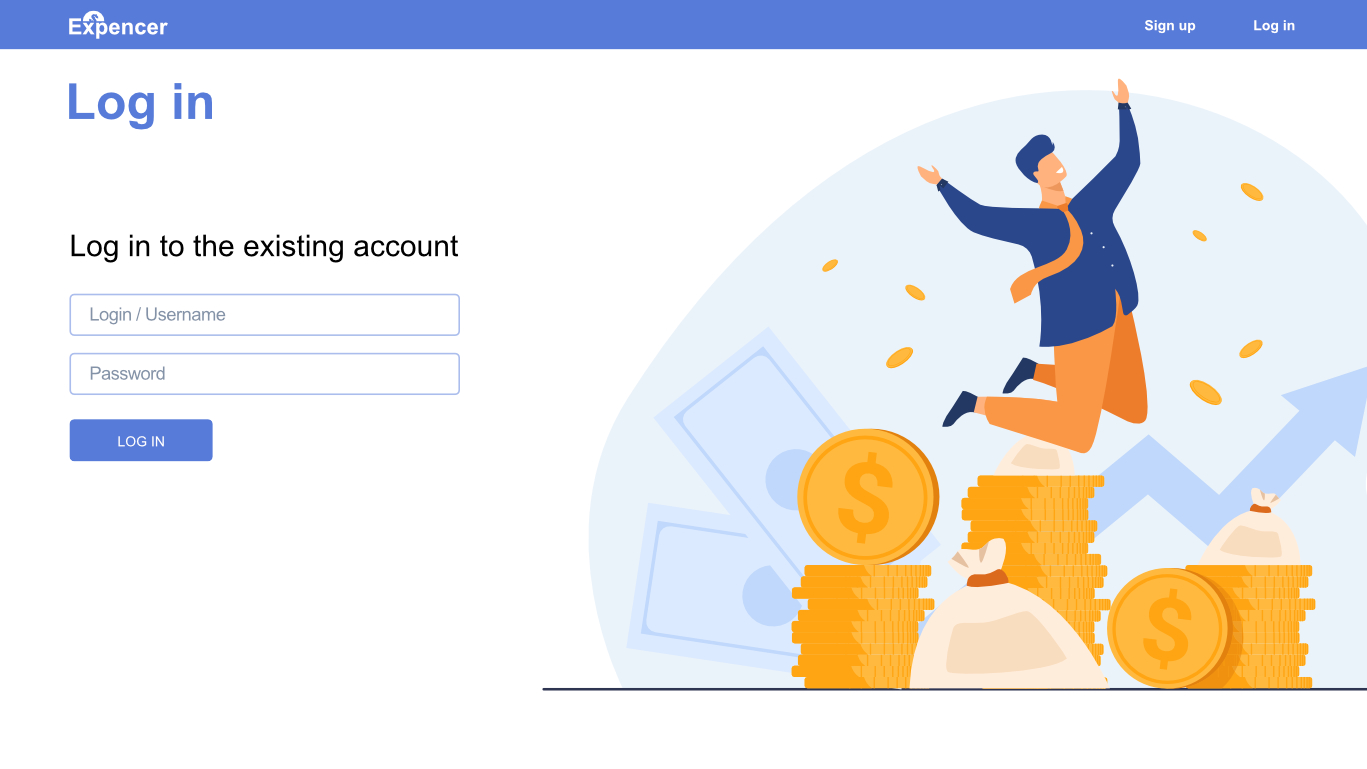 Expencer
Sign up
Log in
Log in
Log in to the existing account
Login / Username
Password
LOG IN
$
$